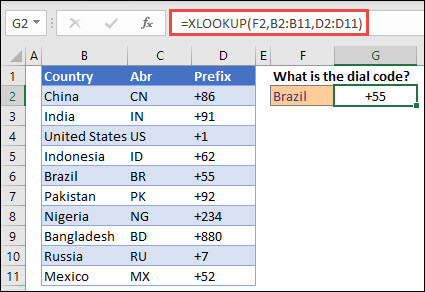 G2 fx =XLOOKUP(F2,B2:B11,D2:D11)
A B C D E F G
1 Country Abr Prefix What is the dial code?
2 China CN +86 Brazil +55
3 India IN +91
4 United States US +1
5 Indonesia ID +62
6 Brazil BR +55
7 Pakistan PK +92
8 Nigeria NG +234
9 Bangladesh BD +880
10 Russia RU +7
11 Mexico MX +52